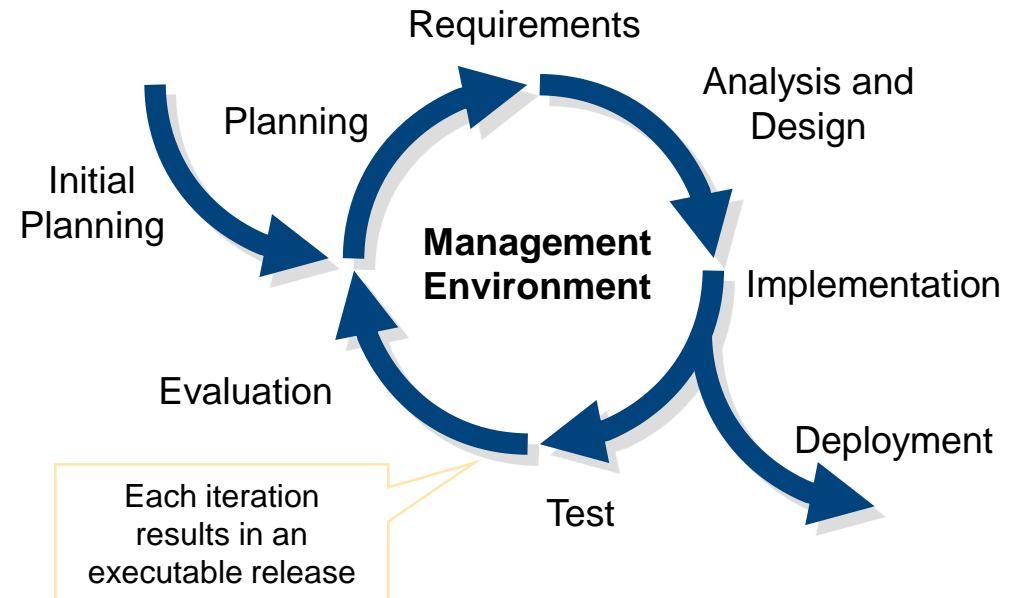 Requirements
Analysis and
Design
Planning
Initial
Planning
Management
Environment
Implementation
Evaluation
Deployment
Test
Each iteration
results in an
executable release